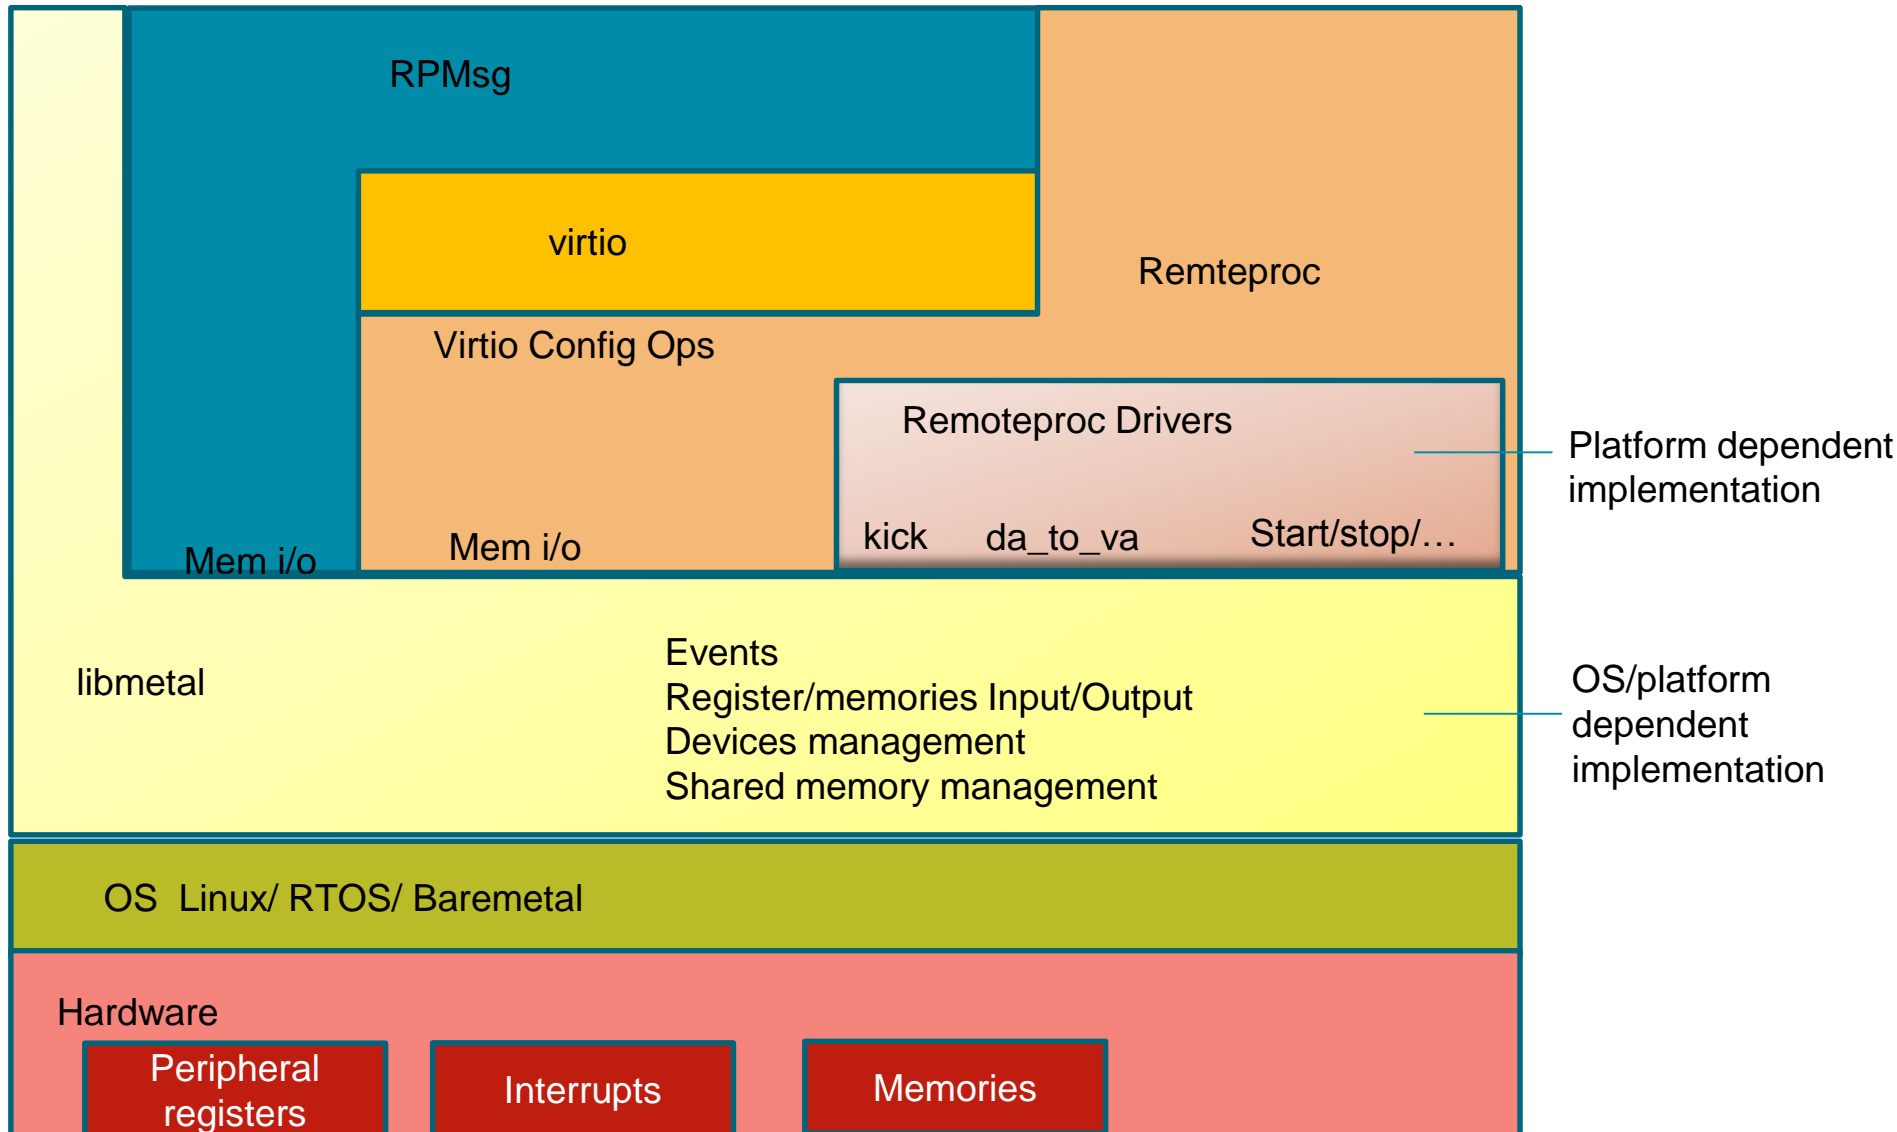 RPMsg
virtio
Remteproc
Virtio Config Ops
Remoteproc Drivers
Platform dependent
implementation
kick da_to_va Start/stop/…
Mem i/o
Mem i/o
libmetal
Events
Register/memories Input/Output
Devices management
Shared memory management
OS/platform
dependent
implementation
OS Linux/ RTOS/ Baremetal
Hardware
Peripheral
registers
Interrupts
Memories